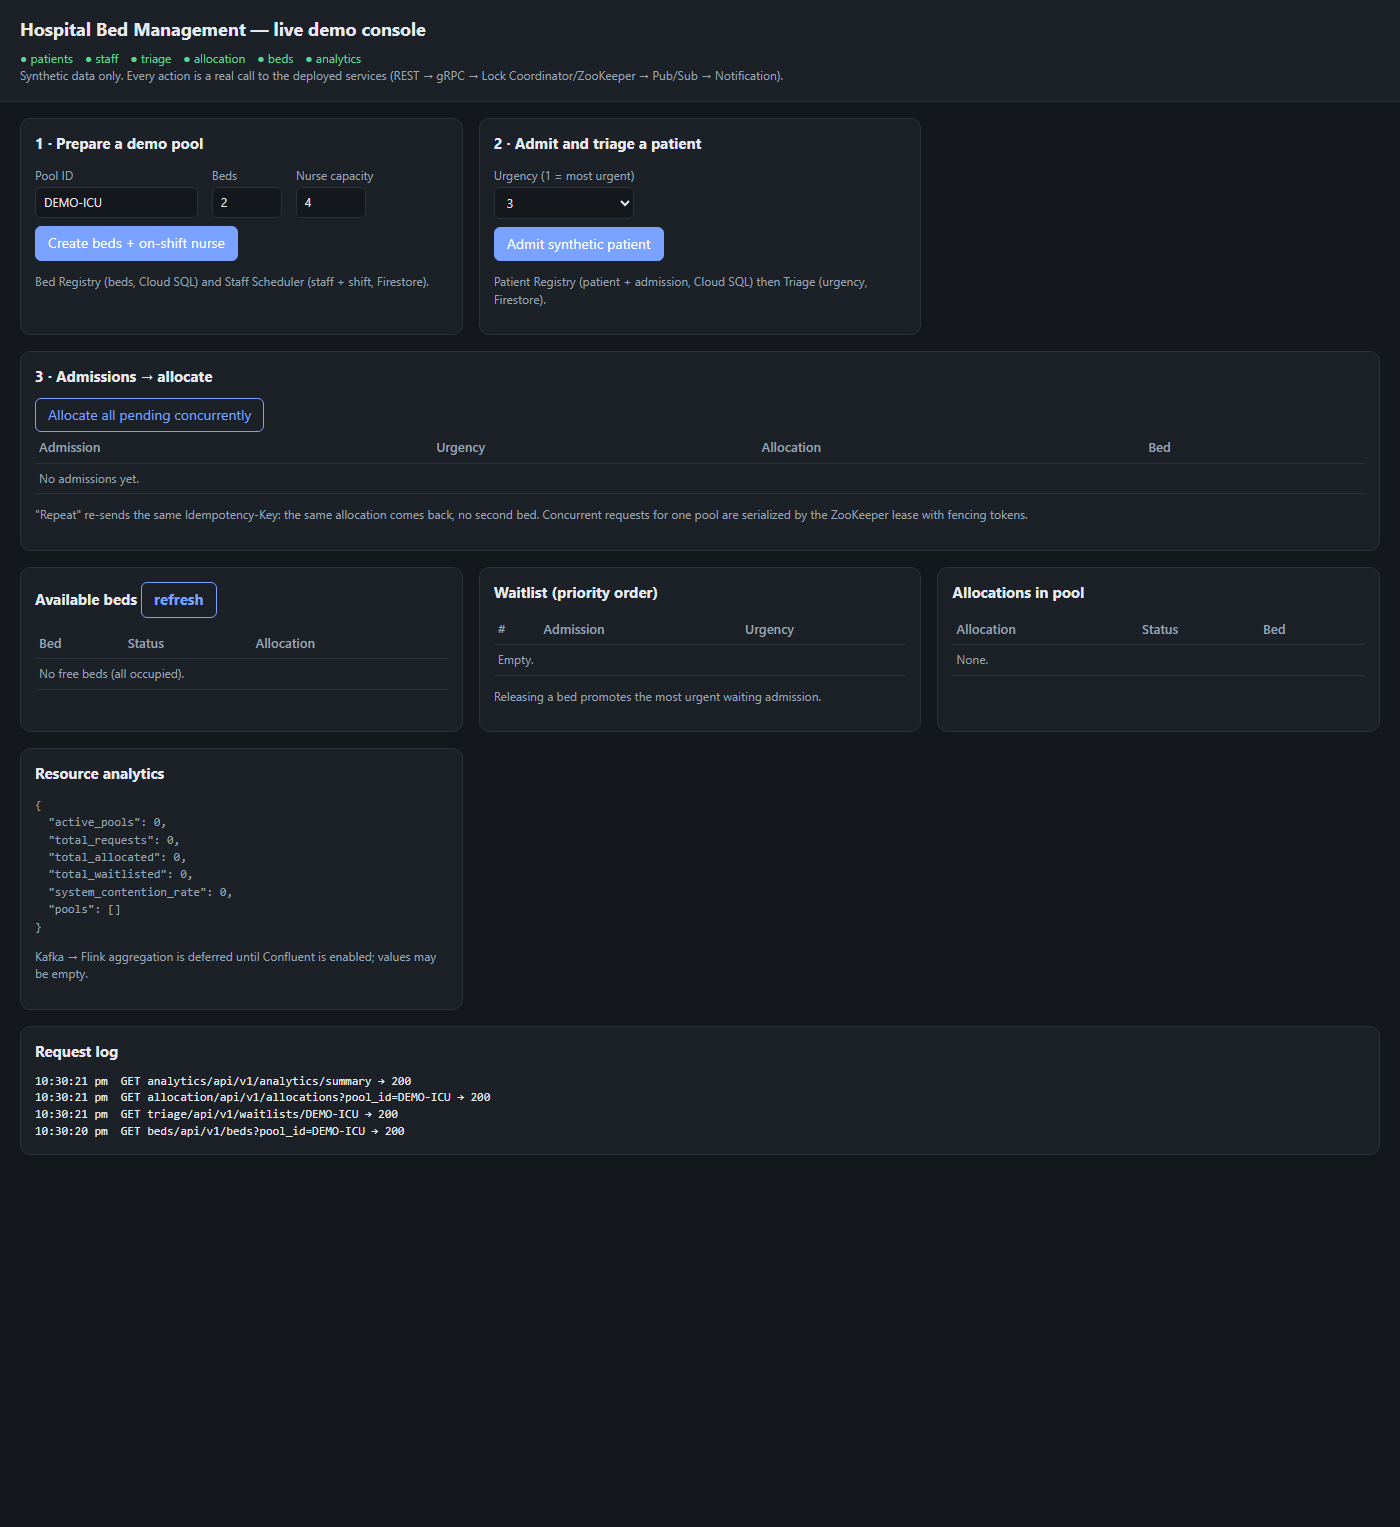 Hospital Bed Management — live demo console
● patients ● staff ● triage ● allocation ● beds ● analytics
Synthetic data only. Every action is a real call to the deployed services (REST → gRPC → Lock Coordinator/ZooKeeper → Pub/Sub → Notification).
1 · Prepare a demo pool
Pool ID Beds Nurse capacity
DEMO-ICU 2 4
Create beds + on-shift nurse
Bed Registry (beds, Cloud SQL) and Staff Scheduler (staff + shift, Firestore).
2 · Admit and triage a patient
Urgency (1 = most urgent)
3
Admit synthetic patient
Patient Registry (patient + admission, Cloud SQL) then Triage (urgency,
Firestore).
3 · Admissions → allocate
Allocate all pending concurrently
Admission Urgency Allocation Bed
No admissions yet.
"Repeat" re-sends the same Idempotency-Key: the same allocation comes back, no second bed. Concurrent requests for one pool are serialized by the ZooKeeper lease with fencing tokens.
Available beds refresh
Bed Status Allocation
No free beds (all occupied).
Waitlist (priority order)
# Admission Urgency
Empty.
Releasing a bed promotes the most urgent waiting admission.
Allocations in pool
Allocation Status Bed
None.
Resource analytics
{
"active_pools": 0,
"total_requests": 0,
"total_allocated": 0,
"total_waitlisted": 0,
"system_contention_rate": 0,
"pools": []
}
Kafka → Flink aggregation is deferred until Confluent is enabled; values may
be empty.
Request log
10:30:21 pm GET analytics/api/v1/analytics/summary → 200
10:30:21 pm GET allocation/api/v1/allocations?pool_id=DEMO-ICU → 200
10:30:21 pm GET triage/api/v1/waitlists/DEMO-ICU → 200
10:30:20 pm GET beds/api/v1/beds?pool_id=DEMO-ICU → 200